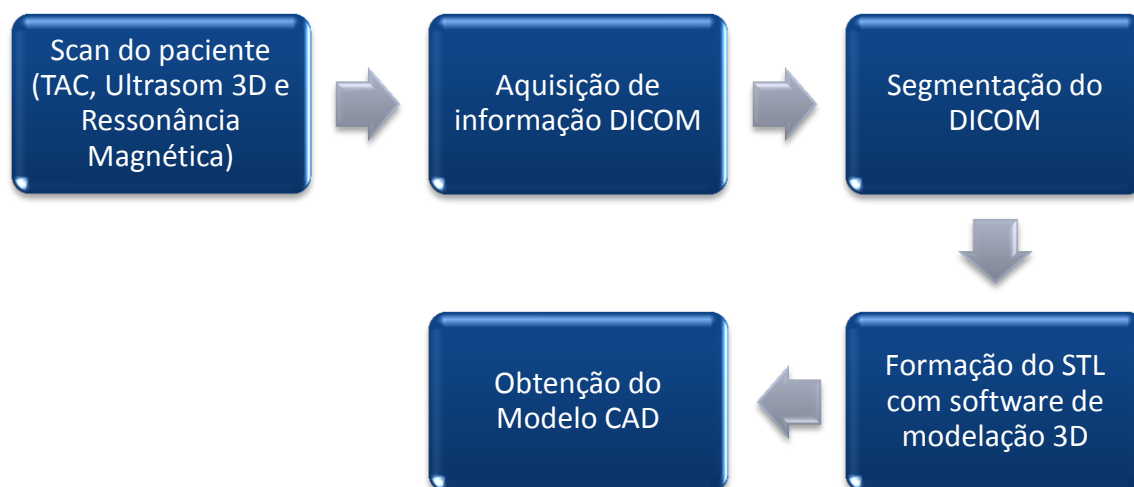 Scan do paciente
(TAC, Ultrasom 3D e
Ressonância
Magnética)
Aquisição de
informação DICOM
Segmentação do
DICOM
Formação do STL
com software de
modelação 3D
Obtenção do
Modelo CAD